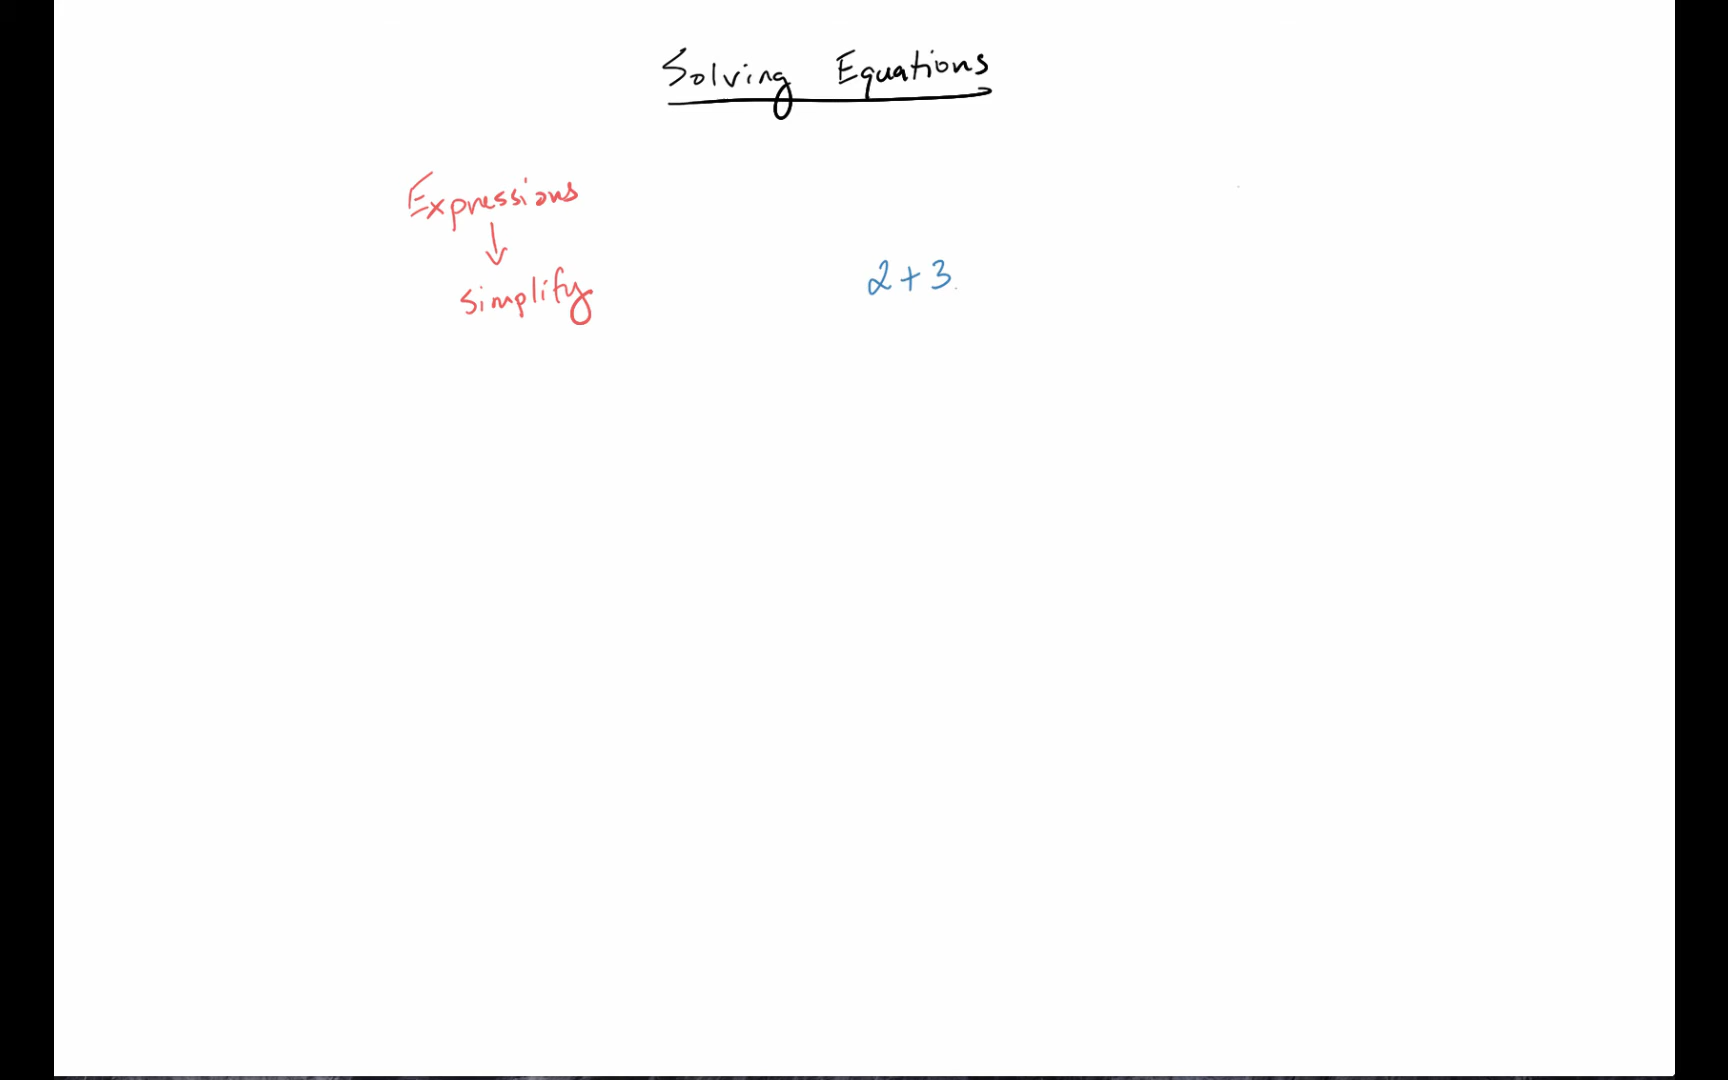 Solving Equations
Expressions
↓
simplify
2 + 3